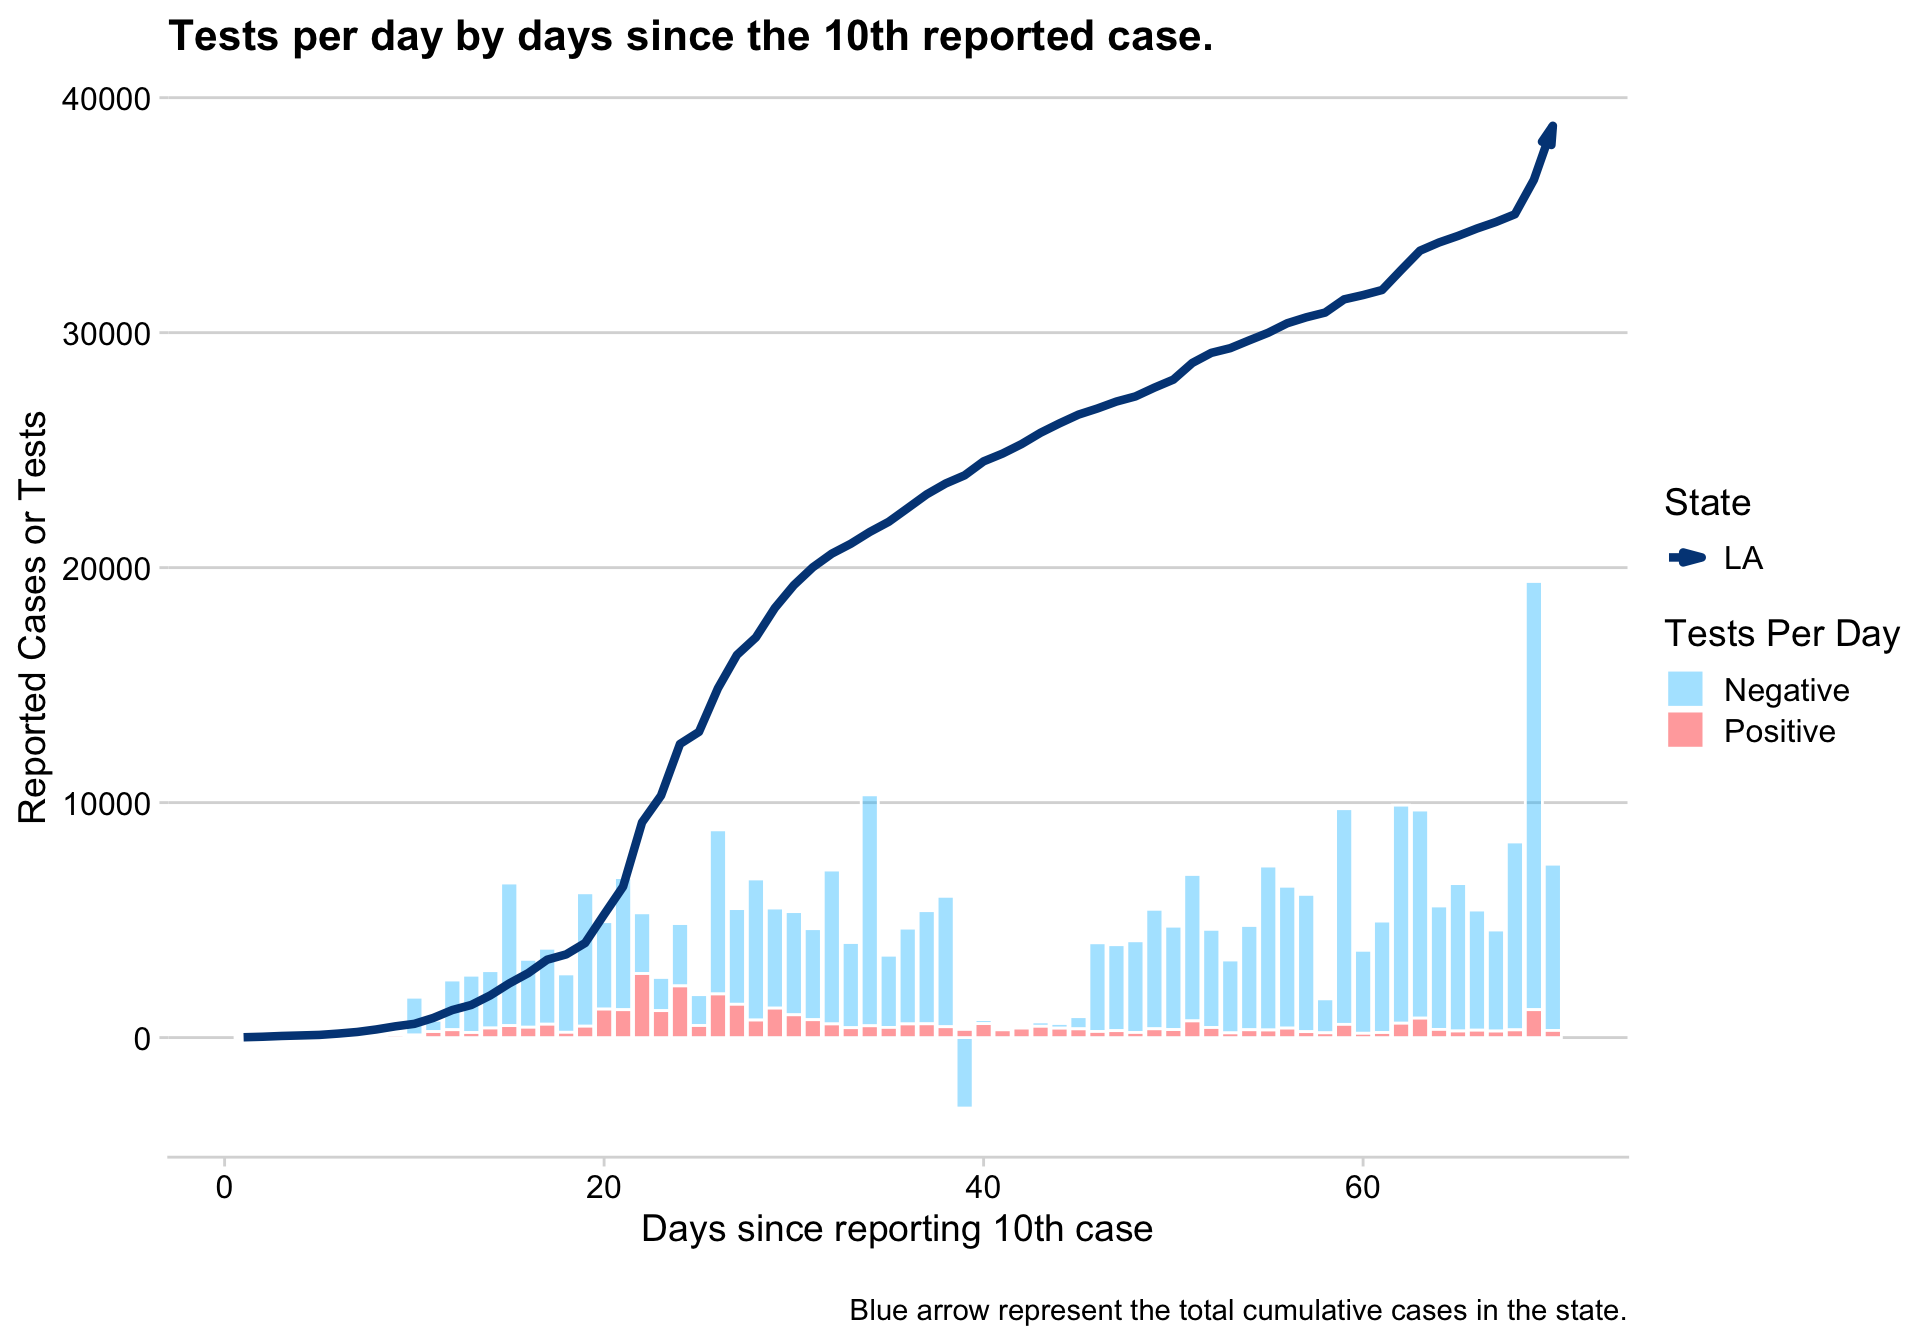 Tests per day by days since the 10th reported case.
40000
30000
20000
10000
0
Reported Cases or Tests
0 20 40 60
Days since reporting 10th case
State
LA
Tests Per Day
Negative
Positive
Blue arrow represent the total cumulative cases in the state.